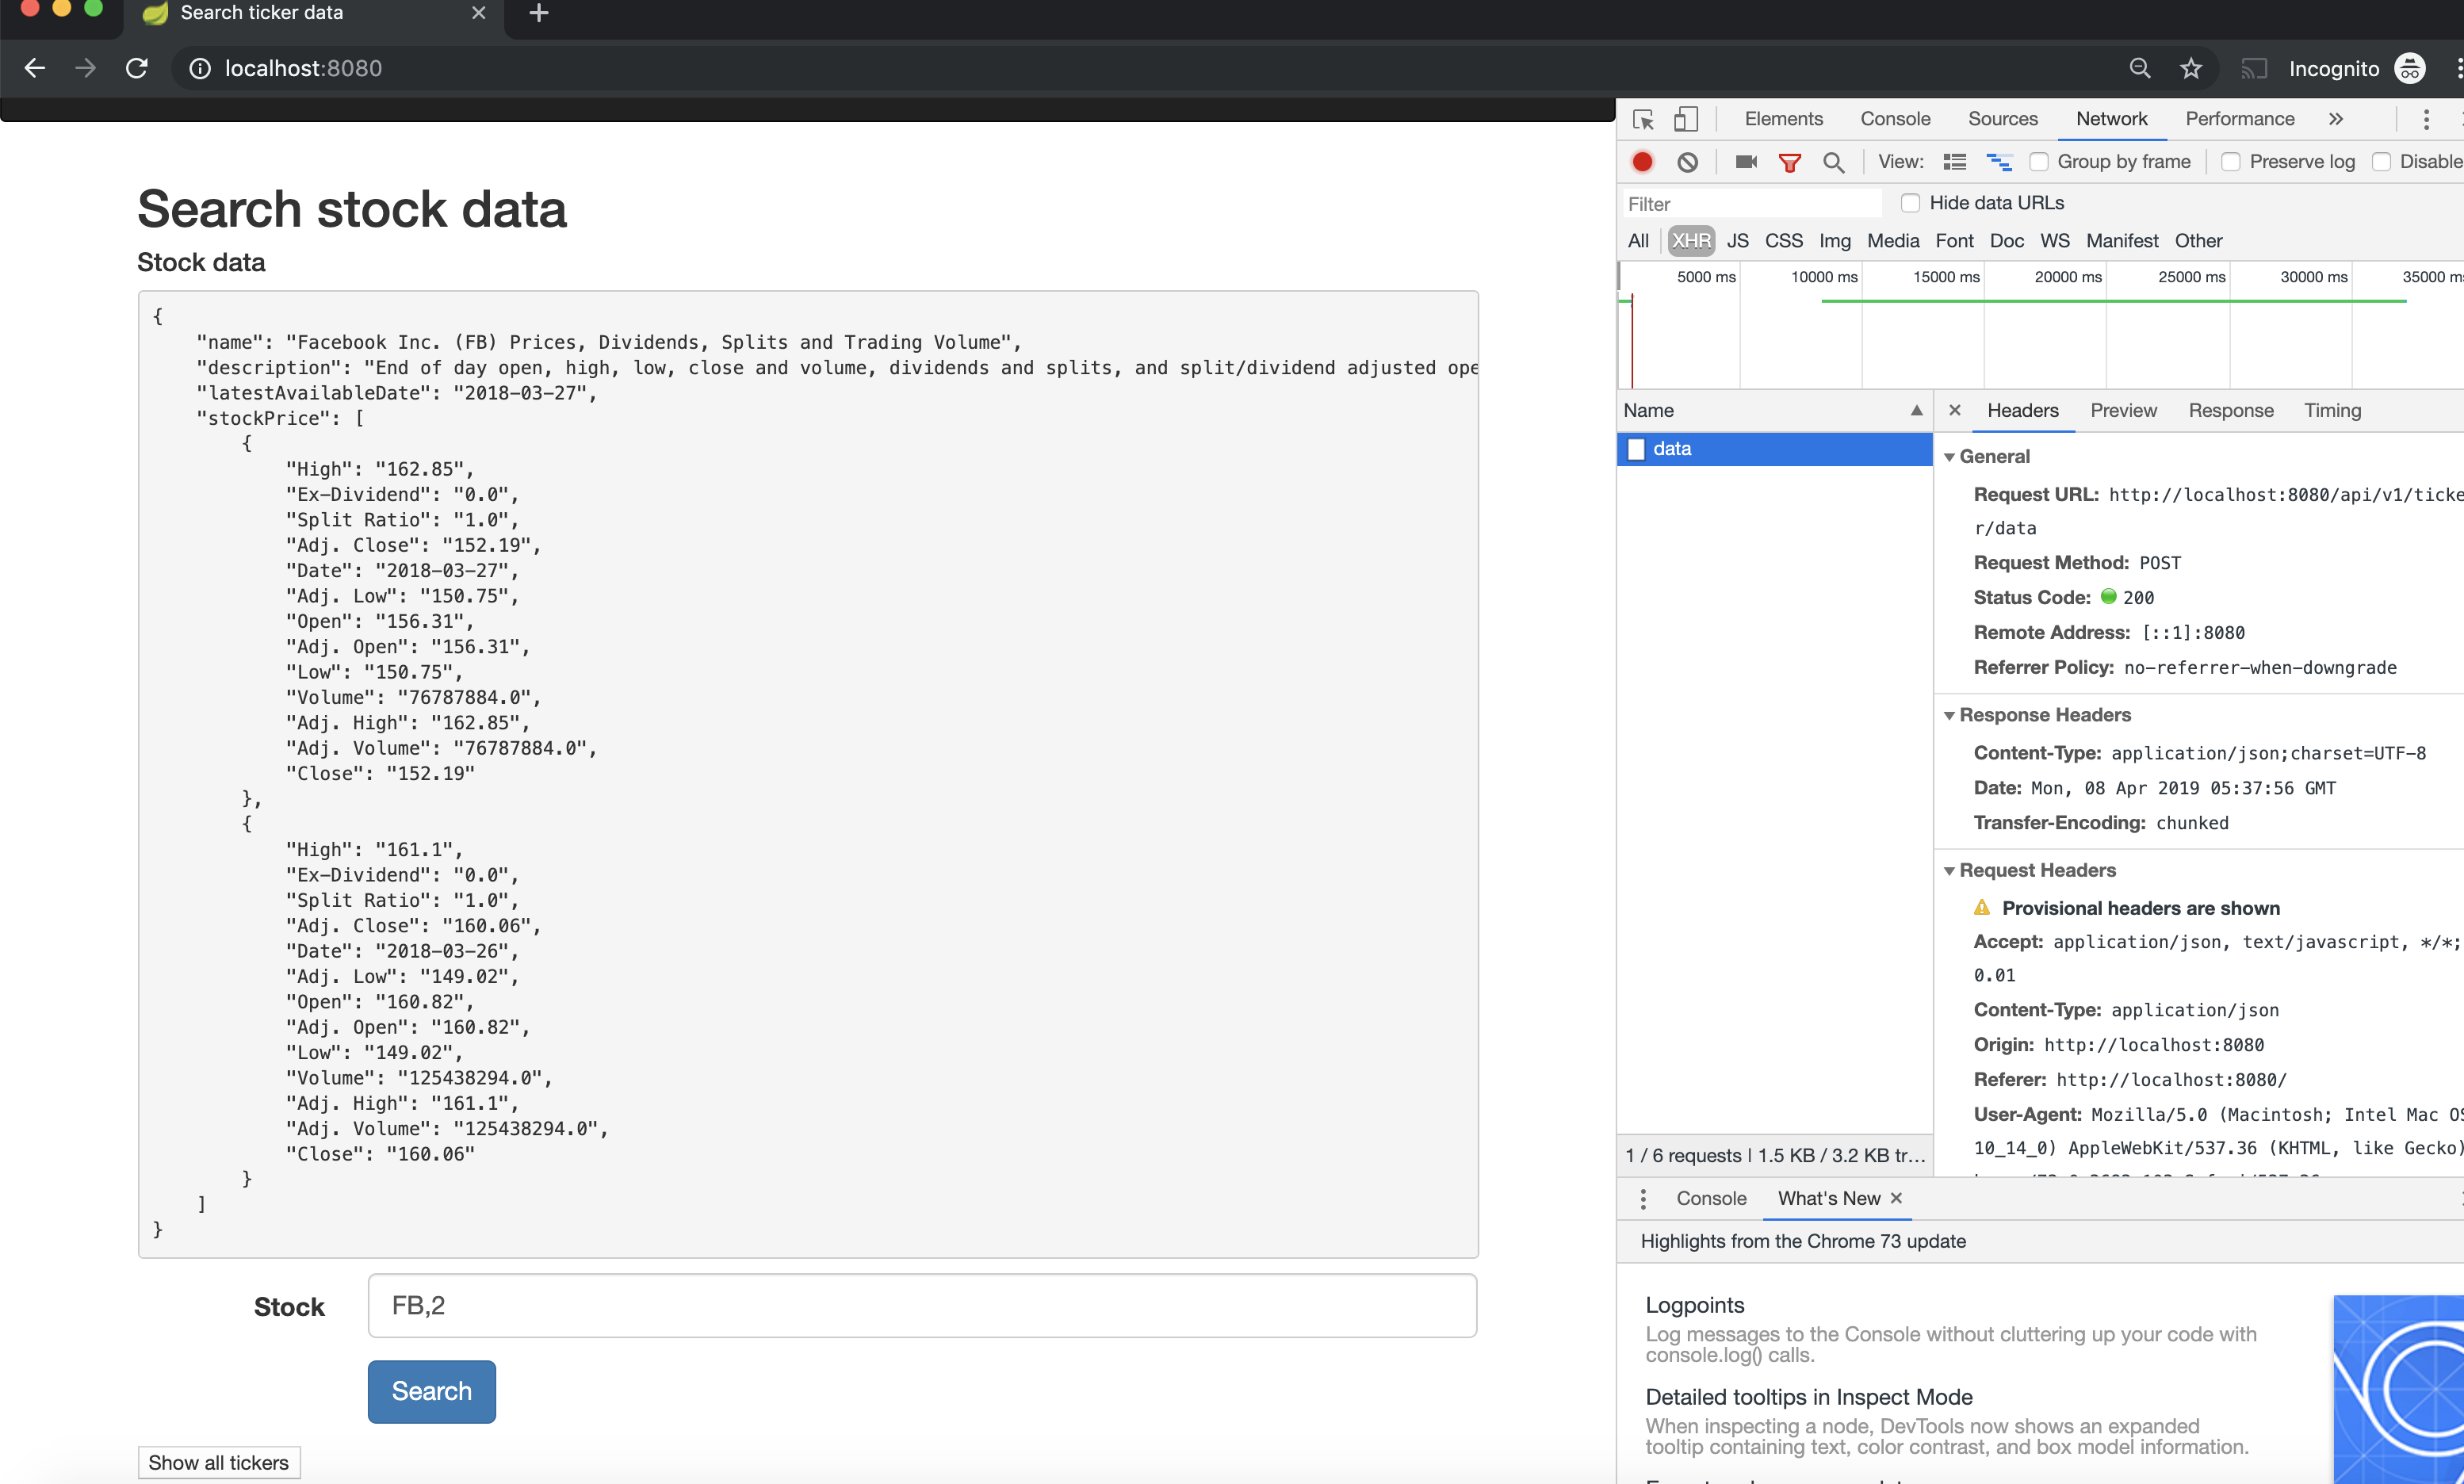 Search ticker data
localhost:8080
Incognito
Search stock data
Stock data
{
"name": "Facebook Inc. (FB) Prices, Dividends, Splits and Trading Volume",
"description": "End of day open, high, low, close and volume, dividends and splits, and split/dividend adjusted ope
"latestAvailableDate": "2018-03-27",
"stockPrice": [
{
"High": "162.85",
"Ex-Dividend": "0.0",
"Split Ratio": "1.0",
"Adj. Close": "152.19",
"Date": "2018-03-27",
"Adj. Low": "150.75",
"Open": "156.31",
"Adj. Open": "156.31",
"Low": "150.75",
"Volume": "76787884.0",
"Adj. High": "162.85",
"Adj. Volume": "76787884.0",
"Close": "152.19"
},
{
"High": "161.1",
"Ex-Dividend": "0.0",
"Split Ratio": "1.0",
"Adj. Close": "160.06",
"Date": "2018-03-26",
"Adj. Low": "149.02",
"Open": "160.82",
"Adj. Open": "160.82",
"Low": "149.02",
"Volume": "125438294.0",
"Adj. High": "161.1",
"Adj. Volume": "125438294.0",
"Close": "160.06"
}
]
}
Stock FB,2
Search
Show all tickers
Elements Console Sources Network Performance »
View: Group by frame Preserve log Disable
Filter Hide data URLs
All XHR JS CSS Img Media Font Doc WS Manifest Other
5000 ms 10000 ms 15000 ms 20000 ms 25000 ms 30000 ms 35000 m
Name
data
1 / 6 requests | 1.5 KB / 3.2 KB tr...
Headers Preview Response Timing
General
Request URL: http://localhost:8080/api/v1/ticke
r/data
Request Method: POST
Status Code: 200
Remote Address: [::1]:8080
Referrer Policy: no-referrer-when-downgrade
Response Headers
Content-Type: application/json;charset=UTF-8
Date: Mon, 08 Apr 2019 05:37:56 GMT
Transfer-Encoding: chunked
Request Headers
Provisional headers are shown
Accept: application/json, text/javascript, */*;
0.01
Content-Type: application/json
Origin: http://localhost:8080
Referer: http://localhost:8080/
User-Agent: Mozilla/5.0 (Macintosh; Intel Mac OS
10_14_0) AppleWebKit/537.36 (KHTML, like Gecko)
Console What's New
Highlights from the Chrome 73 update
Logpoints
Log messages to the Console without cluttering up your code with
console.log() calls.
Detailed tooltips in Inspect Mode
When inspecting a node, DevTools now shows an expanded
tooltip containing text, color contrast, and box model information.